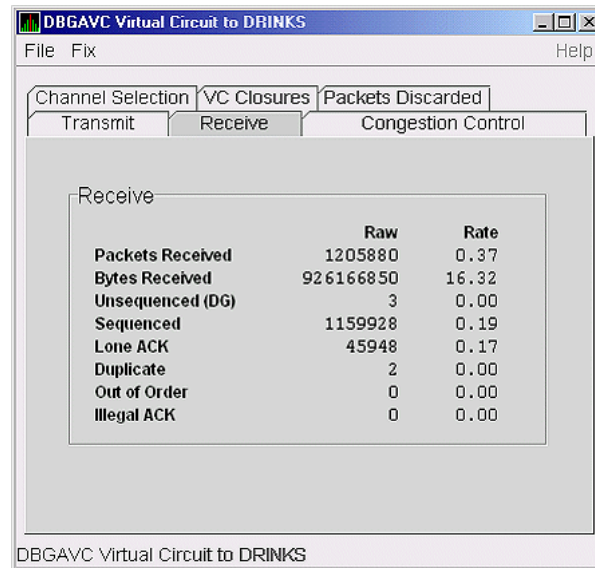 DBGAVC Virtual Circuit to DRINKS
File Fix Help
Channel Selection VC Closures Packets Discarded
Transmit Receive Congestion Control
Receive
Raw Rate
Packets Received 1205880 0.37
Bytes Received 926166850 16.32
Unsequenced (DG) 3 0.00
Sequenced 1159928 0.19
Lone ACK 45948 0.17
Duplicate 2 0.00
Out of Order 0 0.00
Illegal ACK 0 0.00
DBGAVC Virtual Circuit to DRINKS